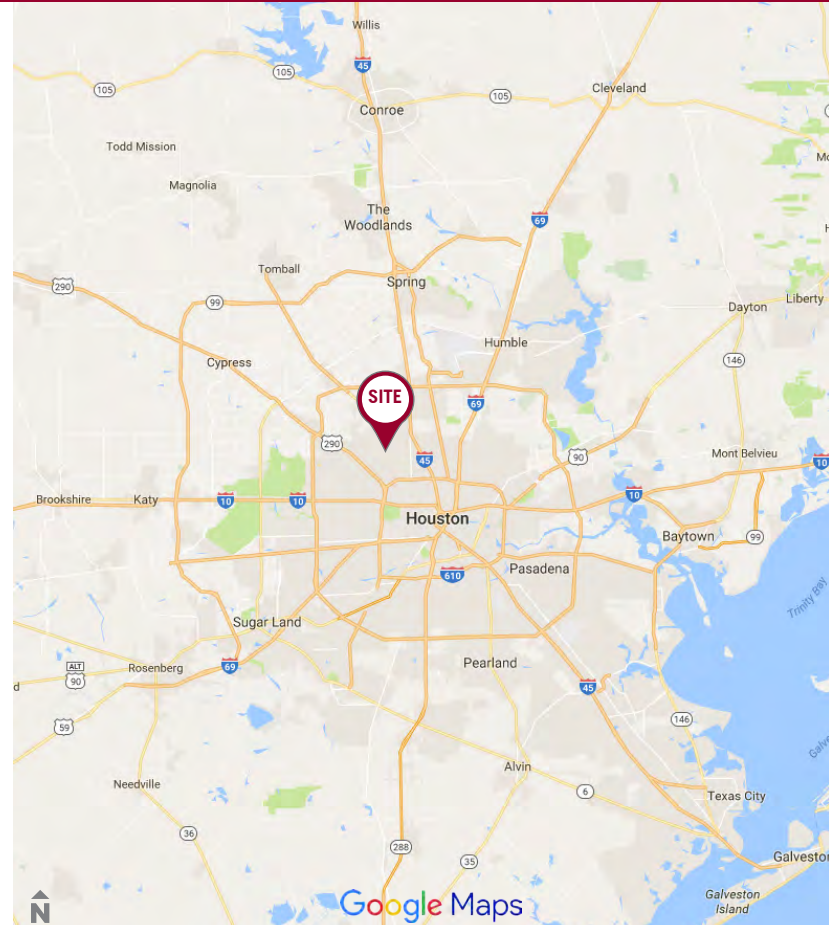 Willis
45
105
Cleveland
105
105
Conroe
Todd Mission
Magnolia
The
Woodlands
69
Tomball
Spring
290
99
Liberty
Dayton
Humble
146
Cypress
SITE
69
290
45
90
Mont Belvieu
10
Brookshire
Katy
10
10
10
Houston
Baytown
99
610
Pasadena
Trinity Bay
Sugar Land
ALT
90
Rosenberg
69
Pearland
45
59
146
Alvin
Needville
6
Texas City
36
288
35
Galveston
Google Maps
Galveston
Island
N